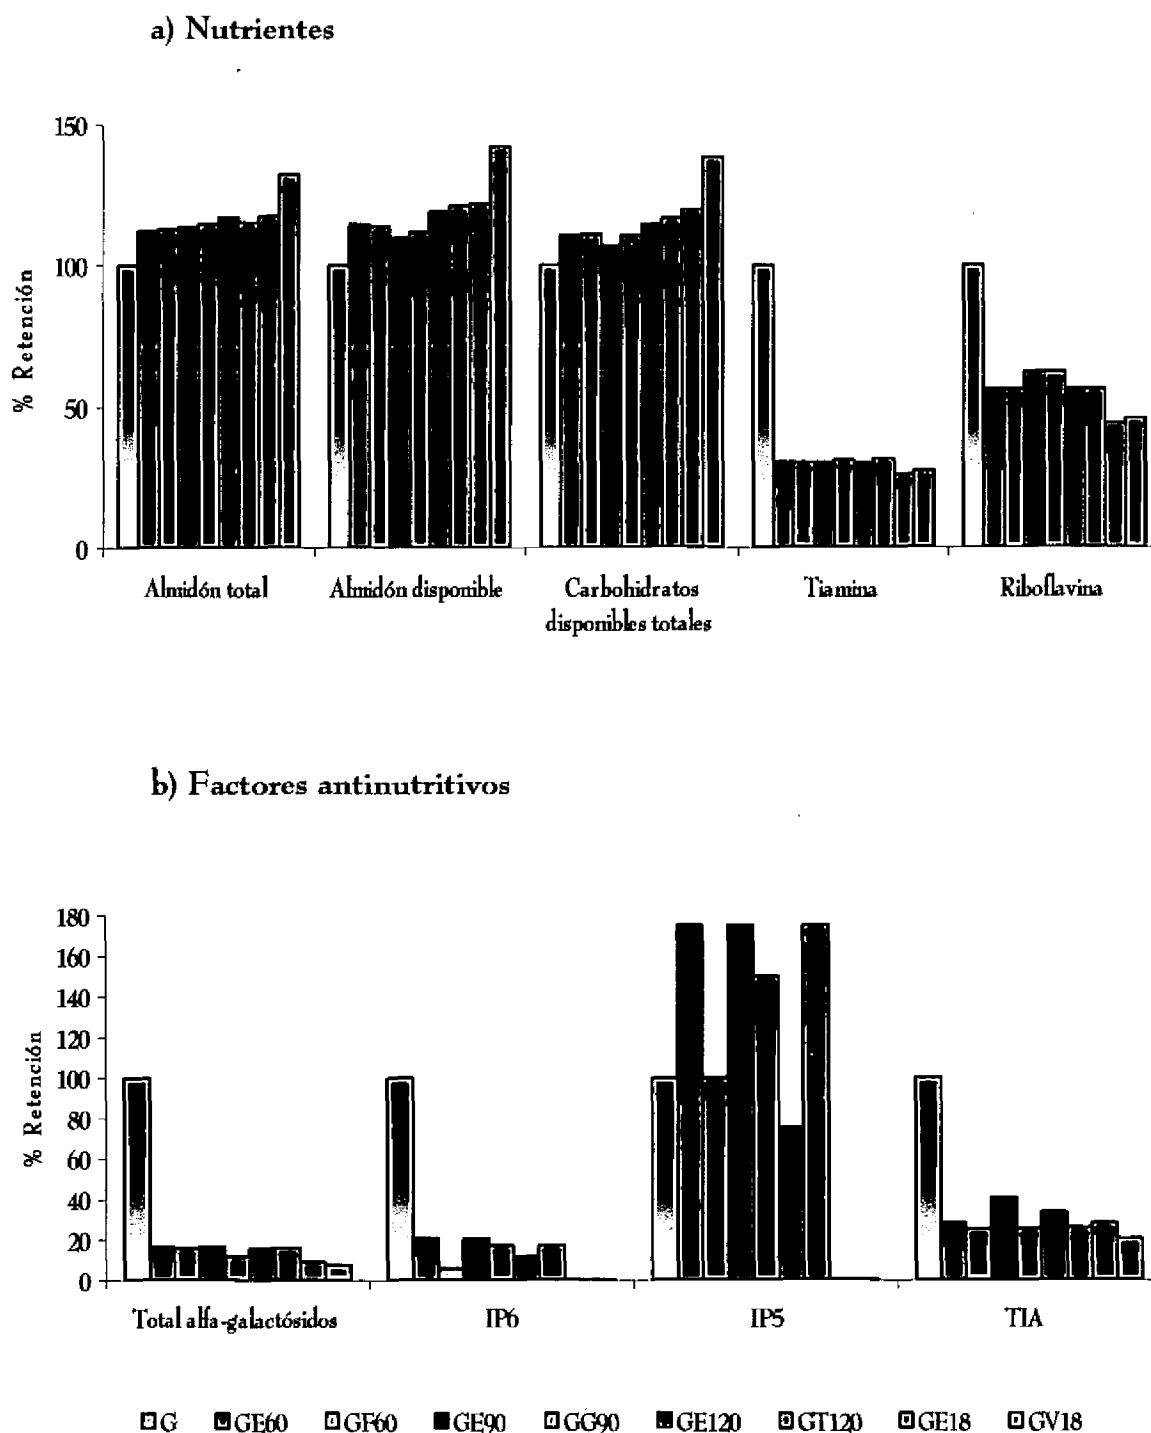 a) Nutrientes
150
100
50
0
% Retención
Almidón total
Almidón disponible
Carbohidratos
disponibles totales
Tiamina
Riboflavina
b) Factores antinutritivos
180
160
140
120
100
80
60
40
20
0
% Retención
Total alfa-galactósidos
IP6
IP5
TIA
G GE60 GF60 GE90 GG90 GE120 GT120 GE18 GV18